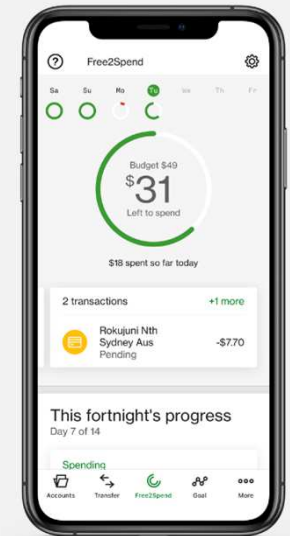 Free2Spend
Sa Su Mo Tu We Th Fr
Budget $49
$31
Left to spend
$18 spent so far today
2 transactions +1 more
Rokujuni Nth
Sydney Aus -$7.70
Pending
This fortnight's progress
Day 7 of 14
Spending
Accounts Transfer Free2Spend Goal More